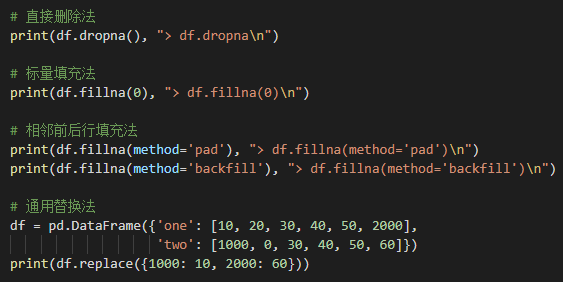 # 直接删除法
print(df.dropna(), "> df.dropna\n")
# 标量填充法
print(df.fillna(0), "> df.fillna(0)\n")
# 相邻前后行填充法
print(df.fillna(method='pad'), "> df.fillna(method='pad')\n")
print(df.fillna(method='backfill'), "> df.fillna(method='backfill')\n")
# 通用替换法
df = pd.DataFrame({'one': [10, 20, 30, 40, 50, 2000],
'two': [1000, 0, 30, 40, 50, 60]})
print(df.replace({1000: 10, 2000: 60}))